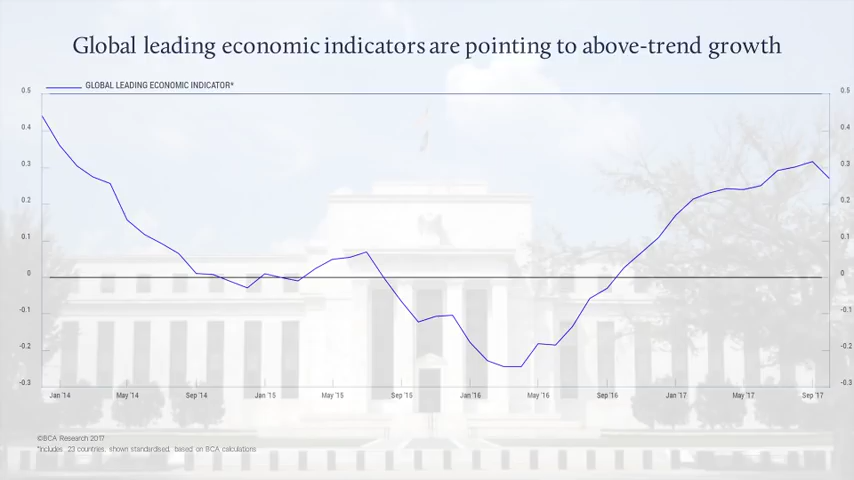 Global leading economic indicators are pointing to above-trend growth
GLOBAL LEADING ECONOMIC INDICATOR*
0.5 0.5
0.4 0.4
0.3 0.3
0.2 0.2
0.1 0.1
0 0
-0.1 -0.1
-0.2 -0.2
-0.3 -0.3
Jan '14 May '14 Sep '14 Jan '15 May '15 Sep '15 Jan '16 May '16 Sep '16 Jan '17 May '17 Sep '17
©BCA Research 2017
*Includes 23 countries, shown standardised, based on BCA calculations